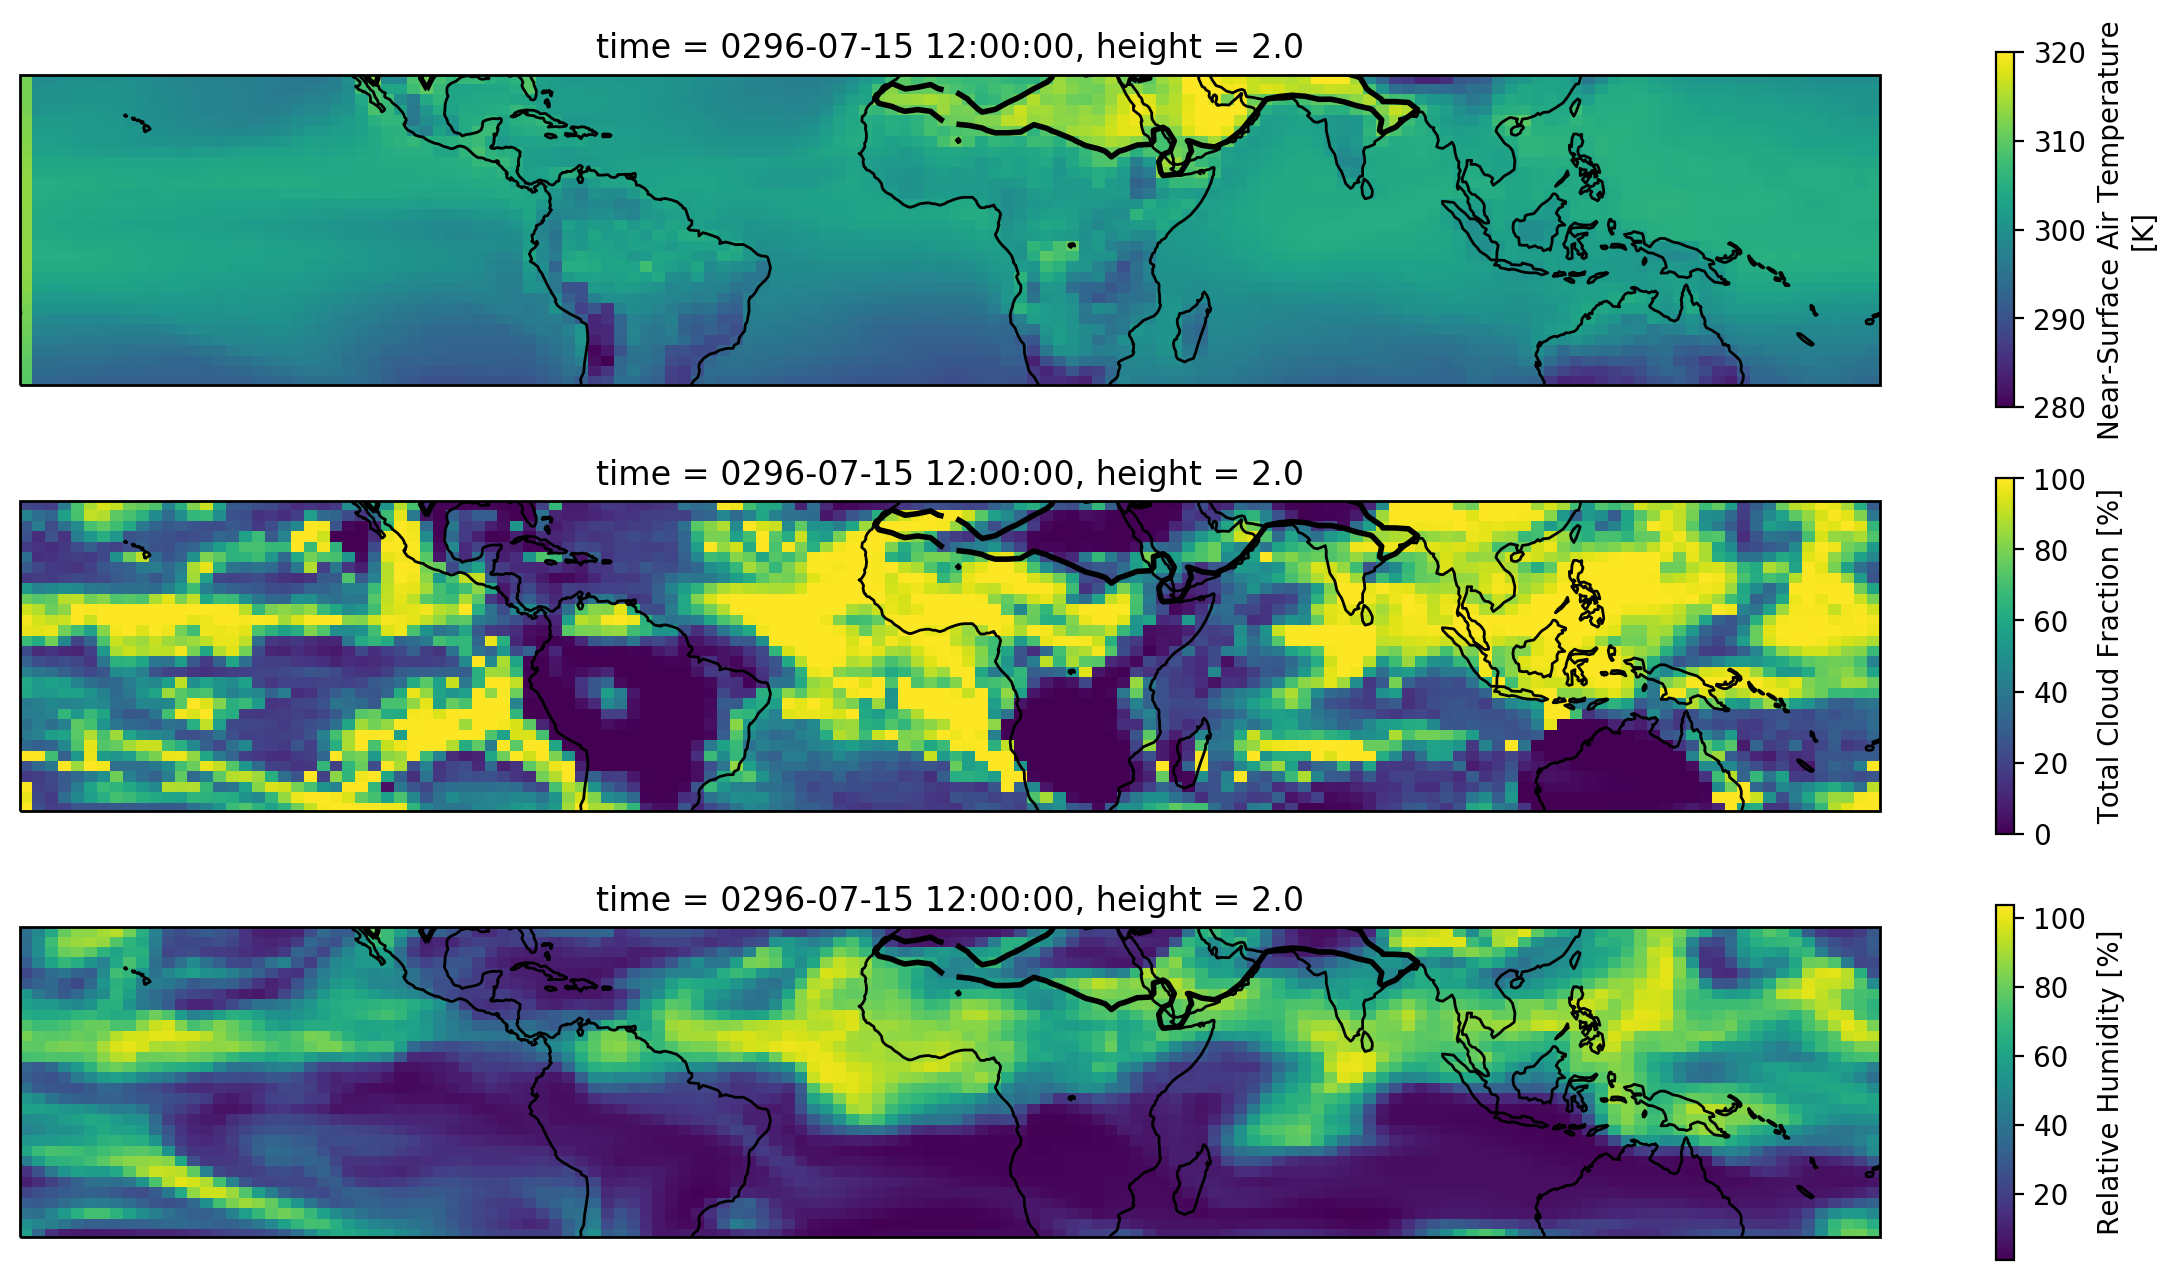 time = 0296-07-15 12:00:00, height = 2.0
320
310
300
290
280
Near-Surface Air Temperature
[K]
time = 0296-07-15 12:00:00, height = 2.0
100
80
60
40
20
0
Total Cloud Fraction [%]
time = 0296-07-15 12:00:00, height = 2.0
100
80
60
40
20
Relative Humidity [%]